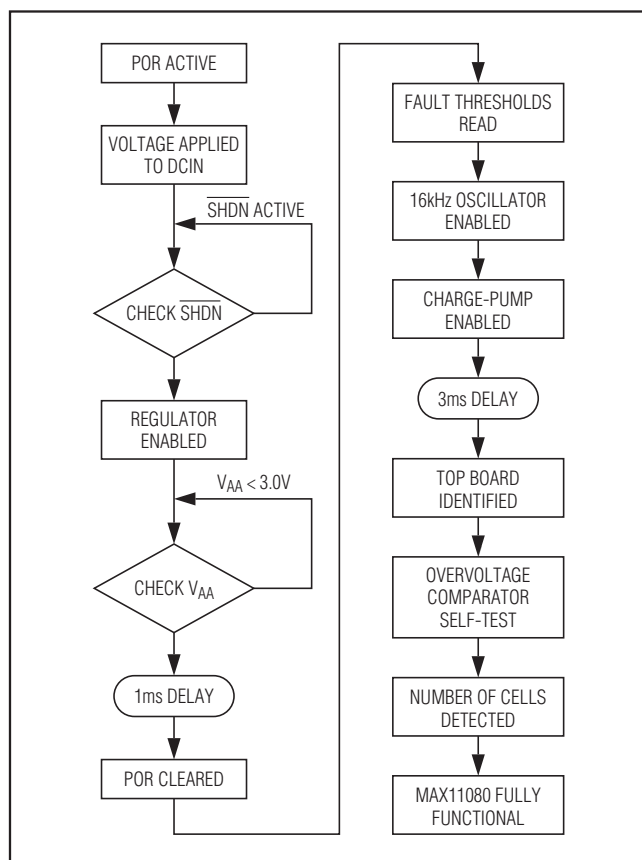 POR ACTIVE
VOLTAGE APPLIED
TO DCIN
SHDN ACTIVE
CHECK SHDN
REGULATOR
ENABLED
VAA < 3.0V
CHECK VAA
1ms DELAY
POR CLEARED
FAULT THRESHOLDS
READ
16kHz OSCILLATOR
ENABLED
CHARGE-PUMP
ENABLED
3ms DELAY
TOP BOARD
IDENTIFIED
OVERVOLTAGE
COMPARATOR
SELF-TEST
NUMBER OF CELLS
DETECTED
MAX11080 FULLY
FUNCTIONAL